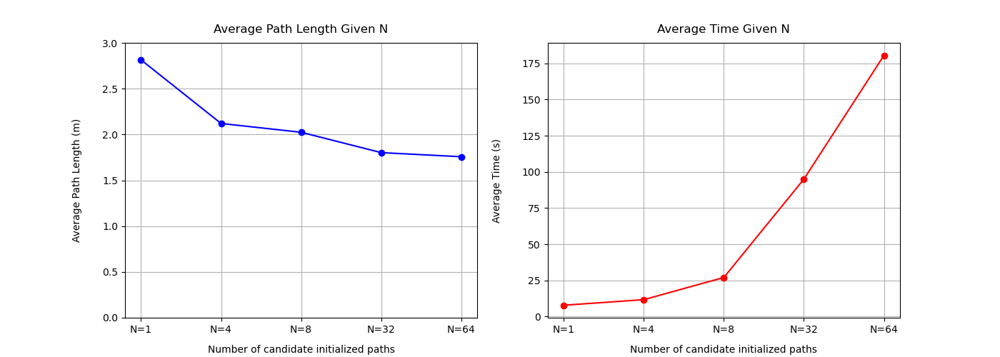 Average Path Length Given N
3.0
2.5
2.0
1.5
1.0
0.5
0.0
Average Path Length (m)
N=1 N=4 N=8 N=32 N=64
Number of candidate initialized paths
Average Time Given N
175
150
125
100
75
50
25
0
Average Time (s)
N=1 N=4 N=8 N=32 N=64
Number of candidate initialized paths